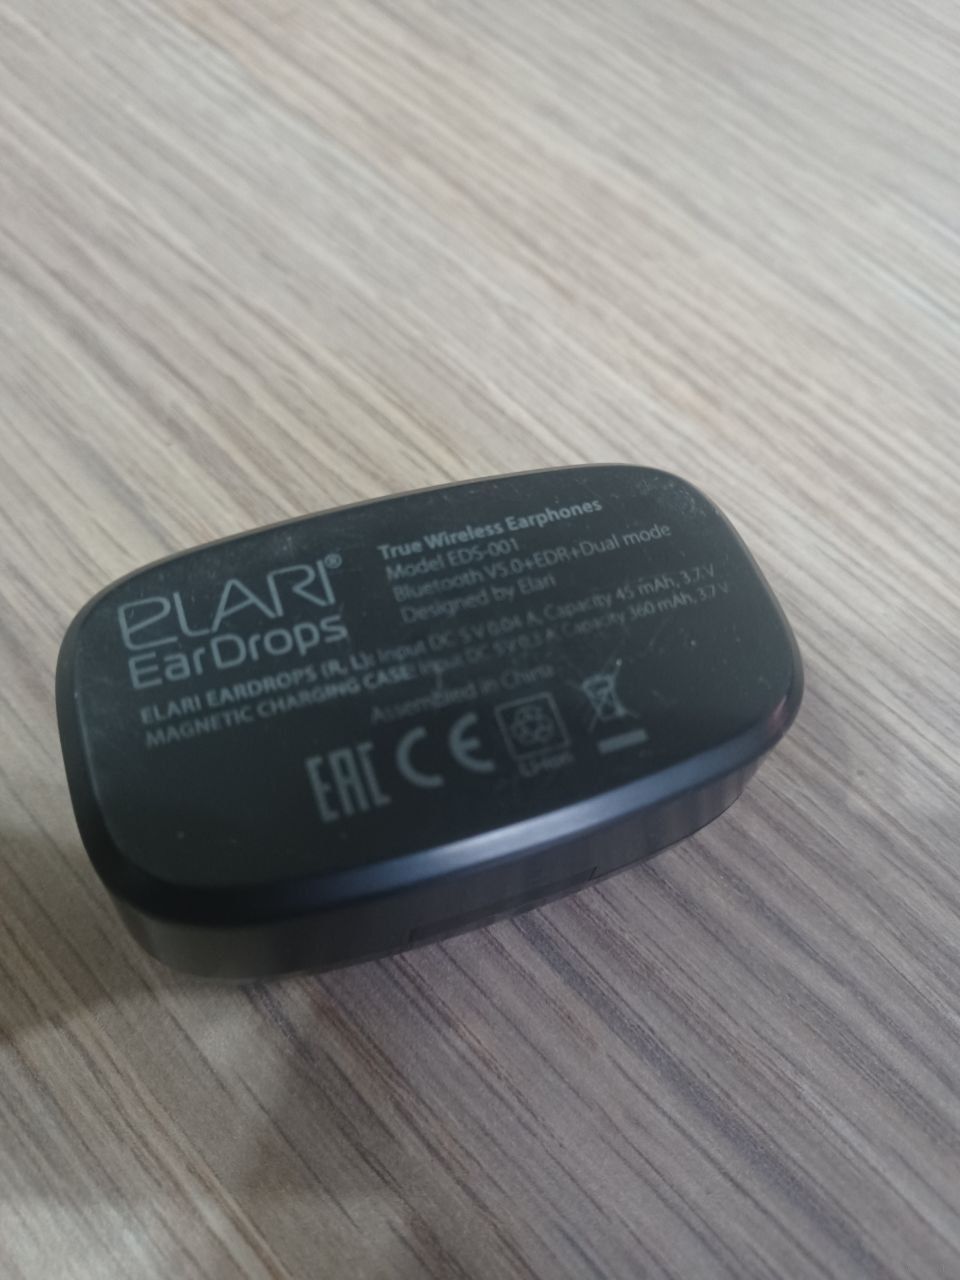 ELARI®
EarDrops
True Wireless Earphones
Model EDS-001
Bluetooth V5.0+EDR+Dual mode
Designed by Elari
ELARI EARDROPS (R, L): Input DC 5 V 0.04 A, Capacity 45 mAh, 3.7 V
MAGNETIC CHARGING CASE: Input DC 5 V 0.3 A Capacity 360 mAh, 3.7 V
Assembled in China
EAC CE
Li-ion